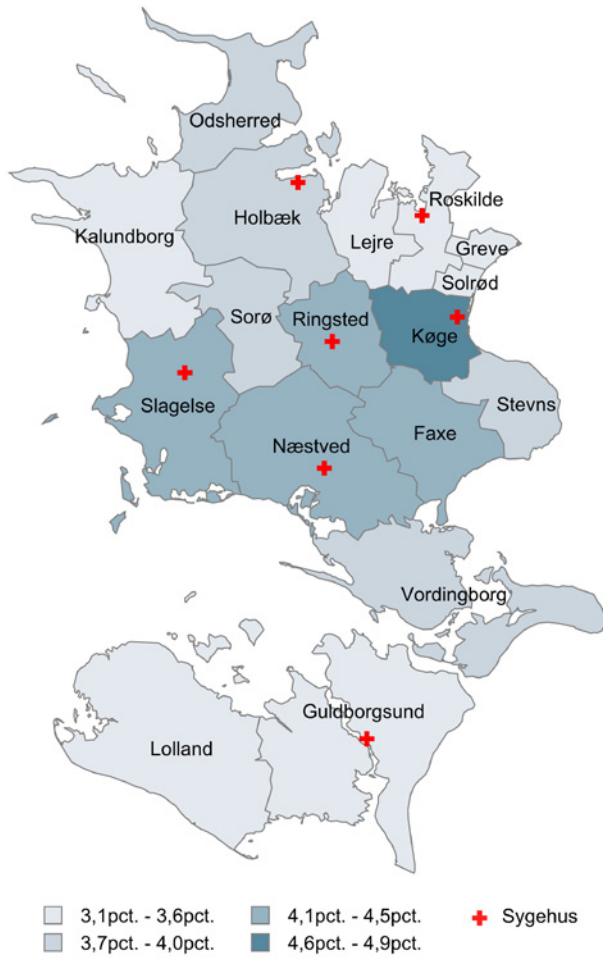 Odsherred
Roskilde
Holbæk
Kalundborg
Lejre
Greve
Solrød
Sorø
Ringsted
Køge
Slagelse
Stevns
Faxe
Næstved
Vordingborg
Guldborgsund
Lolland
3,1pct. - 3,6pct.
4,1pct. - 4,5pct.
Sygehus
3,7pct. - 4,0pct.
4,6pct. - 4,9pct.